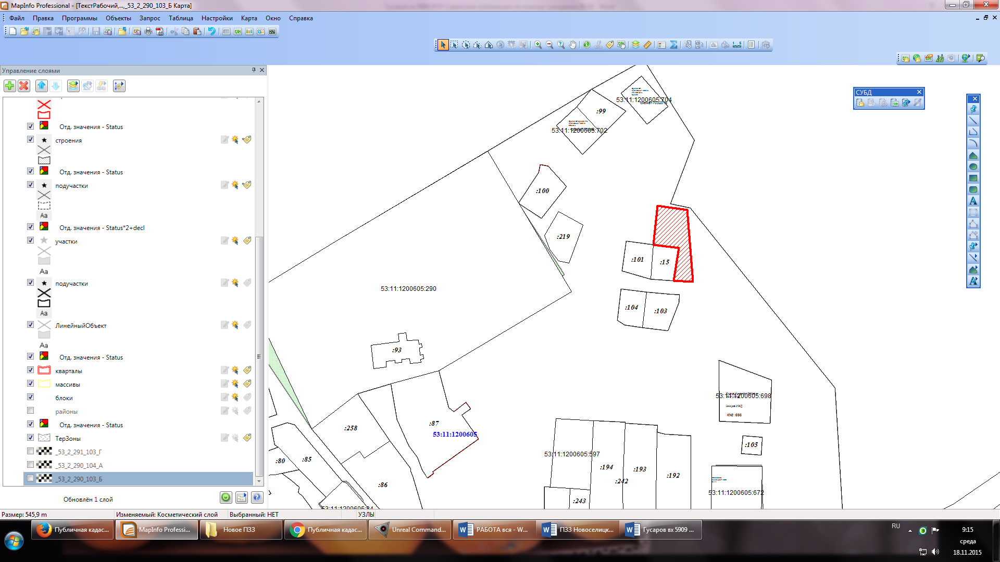 MapInfo Professional - [ТекстРабочий,...,_53_2_290_103_Б Карта]
Файл Правка Программы Объекты Запрос Таблица Настройки Карта Окно Справка
Управление слоями
Отд. значения - Status
строения
Отд. значения - Status
подучастки
Aa
Отд. значения - Status*2+decl
участки
Aa
подучастки
Aa
ЛинейныйОбъект
Aa
Отд. значения - Status
кварталы
массивы
блоки
районы
Отд. значения - Status
ТерЗоны
_53_2_291_103_Г
_53_2_290_104_А
_53_2_290_103_Б
Обновлён 1 слой
СУБД
53:11:1200605:704
:99
53:11:1200605:702
:100
:219
:101
:15
53:11:1200605:290
:104
:103
:93
53:11:1200605:698
К№ :698
:87
53:11:1200605
:258
:105
:80
:85
53:11:1200605:597
:194
:193
:242
:192
:86
53:11:1200605:672
:243
Размер: 545,9 m Изменяемый: Косметический слой Выбранный: НЕТ УЗЛЫ
Публичная кадас...
MapInfo Professi...
Новое ПЗЗ
Публичная кадас...
Unreal Command...
РАБОТА вся - W...
ПЗЗ Новоселицк...
Гусаров вх 5909 ...
RU
9:15
среда
18.11.2015